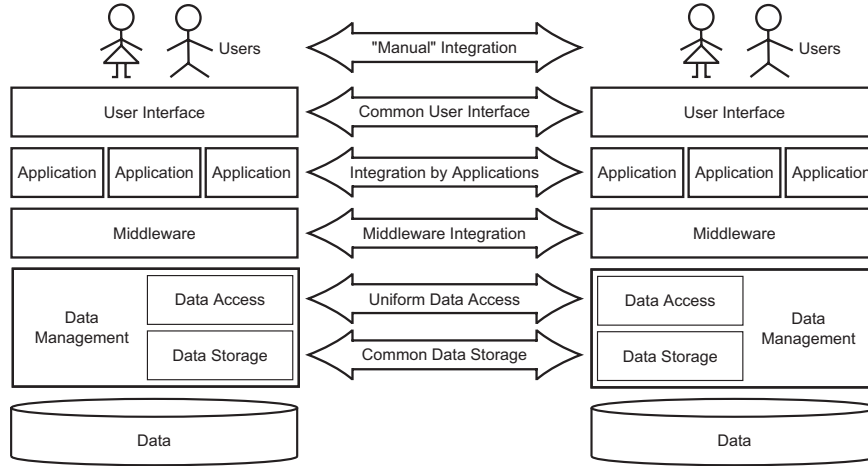 Users "Manual" Integration Users
User Interface Common User Interface User Interface
Application Application Application Integration by Applications Application Application Application
Middleware Middleware Integration Middleware
Data Access Uniform Data Access Data Access
Data
Management
Data
Management
Data Storage Common Data Storage Data Storage
Data Data